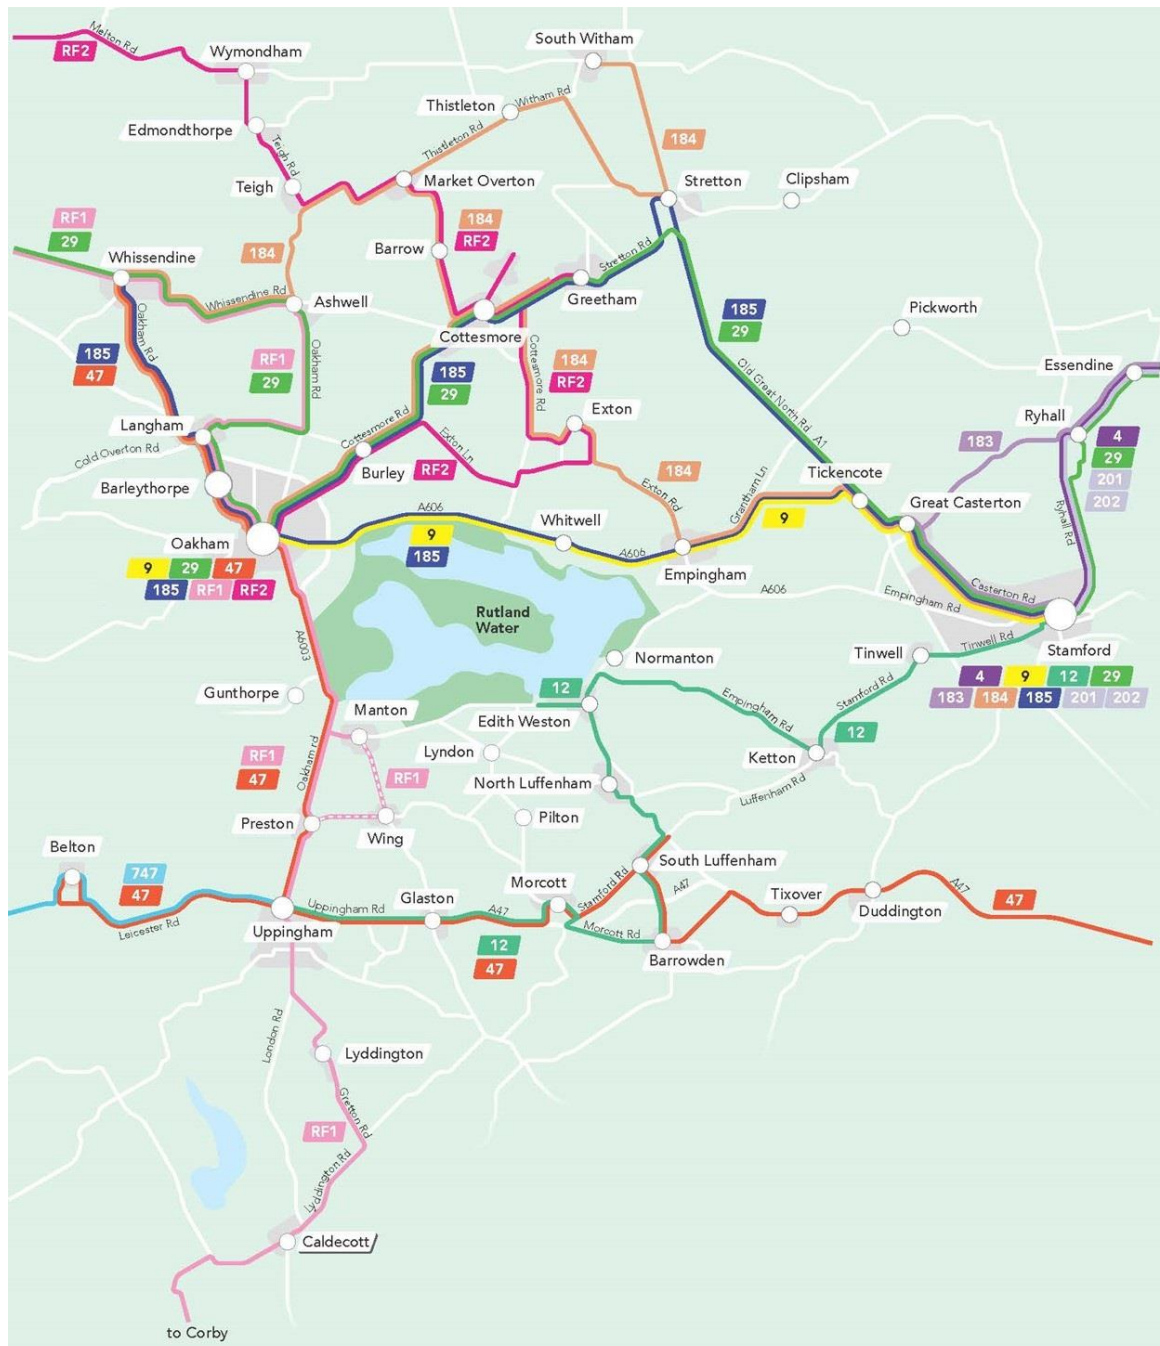 Melton Rd
RF2
Wymondham
South Witham
Edmondthorpe
Thistleton
Witham Rd
Teigh Rd
Thistleton Rd
184
Teigh
Market Overton
Stretton
Clipsham
RF1
29
184
RF2
Barrow
Whissendine
184
Stretton Rd
Whissendine Rd
Ashwell
Greetham
185
29
Pickworth
Oakham Rd
Cottesmore
185
47
RF1
29
Oakham Rd
185
29
Cottesmore Rd
184
RF2
Old Great North Rd
A1
Essendine
Langham
Cottesmore Rd
Exton
Ryhall
183
4
29
201
202
Cold Overton Rd
Exton Ln
Burley
RF2
184
Exton Rd
Grantham Ln
Tickencote
Barleythorpe
Great Casterton
Ryhall Rd
A606
Whitwell
9
Oakham
9
185
A606
Empingham
9
29
47
185
RF1
RF2
A606
Empingham Rd
Casterton Rd
Rutland
Water
A6003
Tinwell Rd
Stamford
Normanton
Tinwell
4
9
12
29
183
184
185
201
202
Gunthorpe
Manton
12
Edith Weston
Empingham Rd
Stamford Rd
12
Oakham rd
RF1
47
Lyndon
Ketton
RF1
North Luffenham
Luffenham Rd
Preston
Wing
Pilton
Belton
747
47
South Luffenham
Morcott
Stamford Rd
A47
Leicester Rd
Uppingham Rd
Glaston
A47
Tixover
A47
47
Duddington
Uppingham
Morcott Rd
12
47
Barrowden
London Rd
Lyddington
Gretton Rd
RF1
Lyddington Rd
Caldecott
to Corby